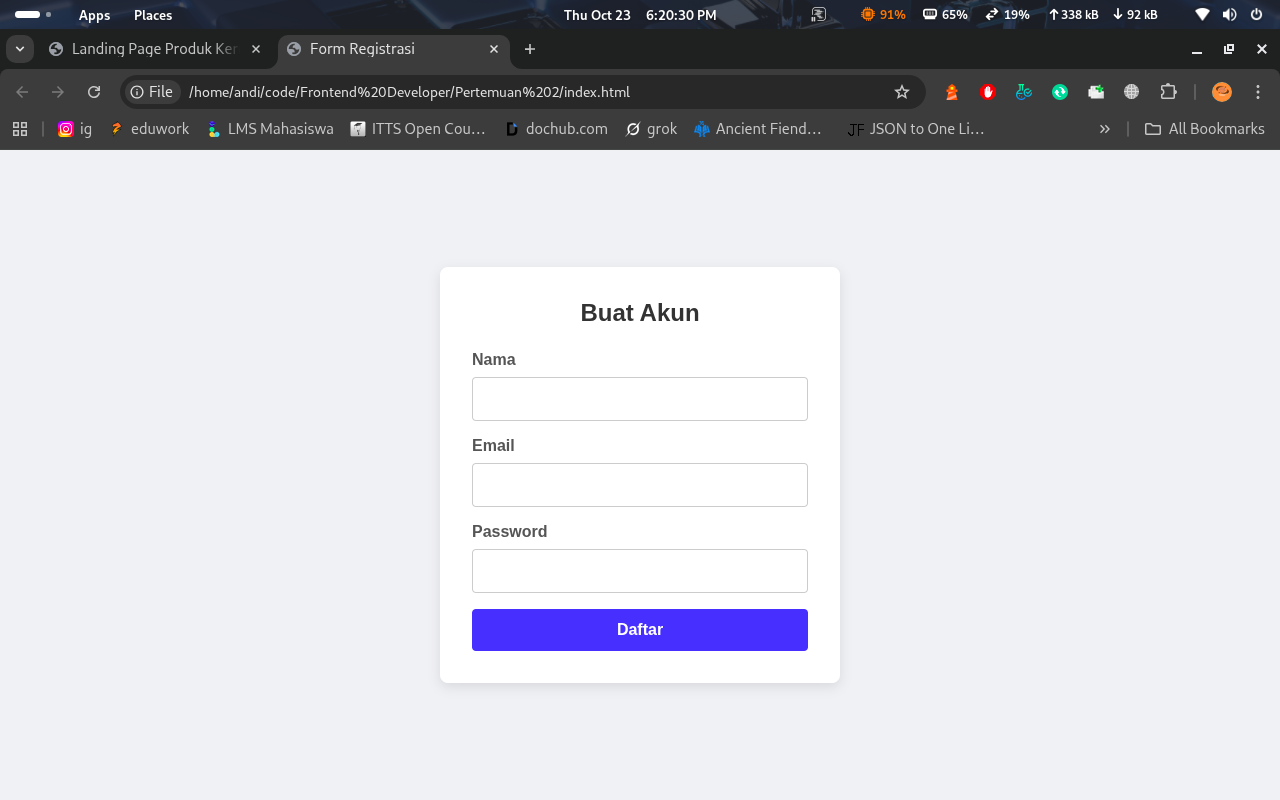 Apps Places Thu Oct 23 6:20:30 PM 91% 65% 19% 338 kB 92 kB
Landing Page Produk Ker Form Registrasi
File /home/andi/code/Frontend%20Developer/Pertemuan%202/index.html
ig eduwork LMS Mahasiswa ITTS Open Cou... dochub.com grok Ancient Fiend... JF JSON to One Li... All Bookmarks
Buat Akun
Nama
Email
Password
Daftar